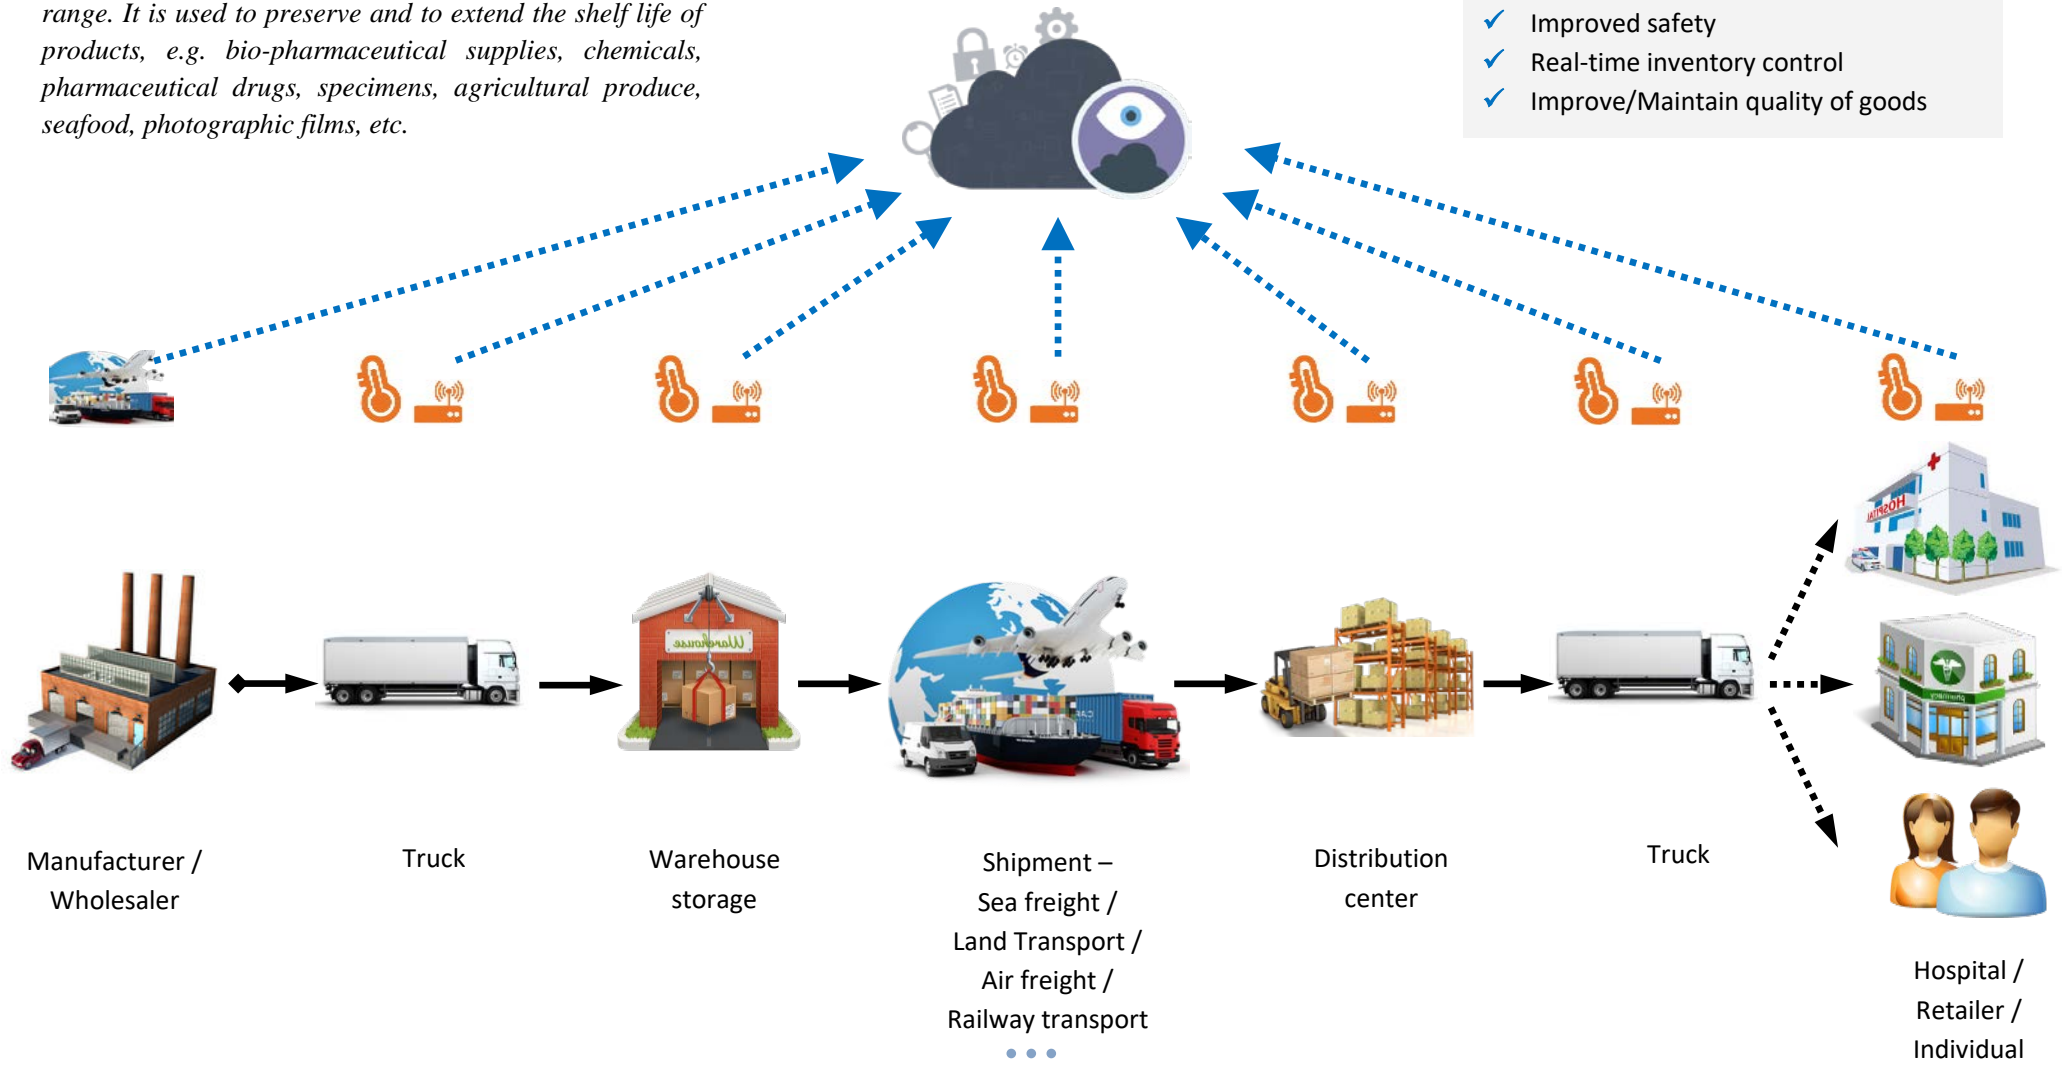 range. It is used to preserve and to extend the shelf life of
products, e.g. bio-pharmaceutical supplies, chemicals,
pharmaceutical drugs, specimens, agricultural produce,
seafood, photographic films, etc.
✓ Improved safety
✓ Real-time inventory control
✓ Improve/Maintain quality of goods
HOSPITAL
Warehouse
pharmacy
Manufacturer /
Wholesaler
Truck
Warehouse
storage
Shipment –
Sea freight /
Land Transport /
Air freight /
Railway transport
• • •
Distribution
center
Truck
Hospital /
Retailer /
Individual